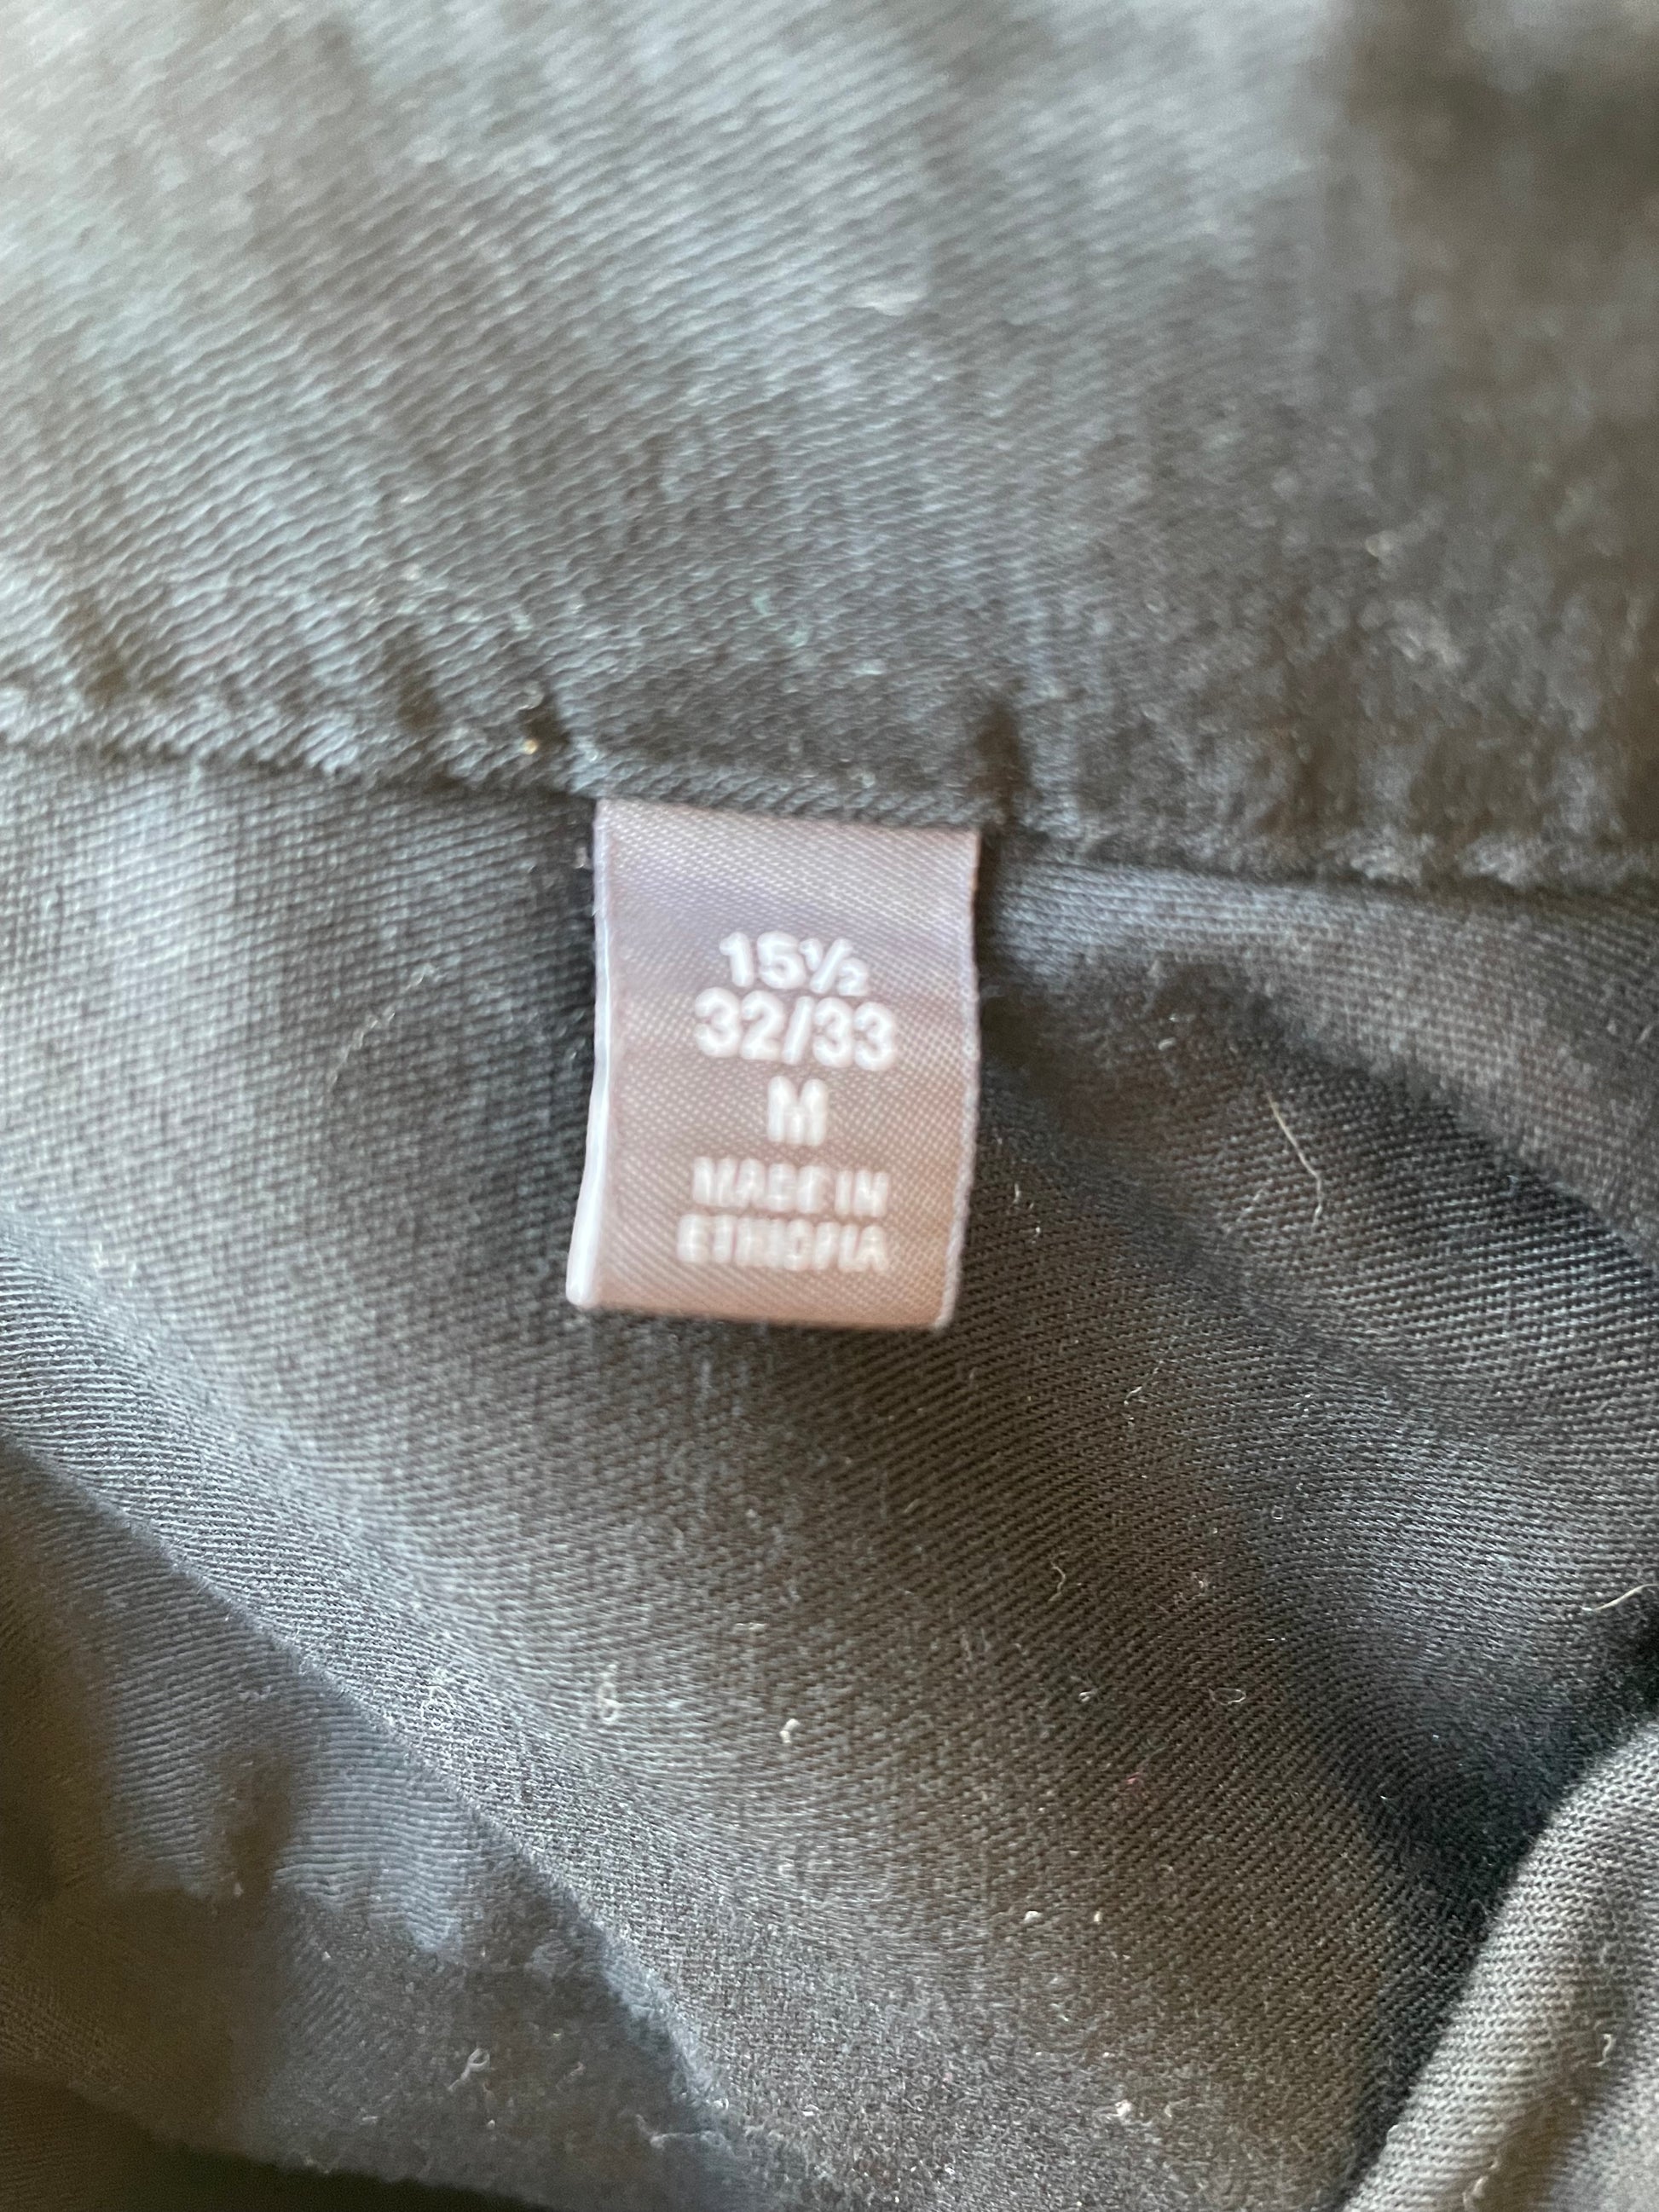 15½
32/33
M
MADE IN
ETHIOPIA